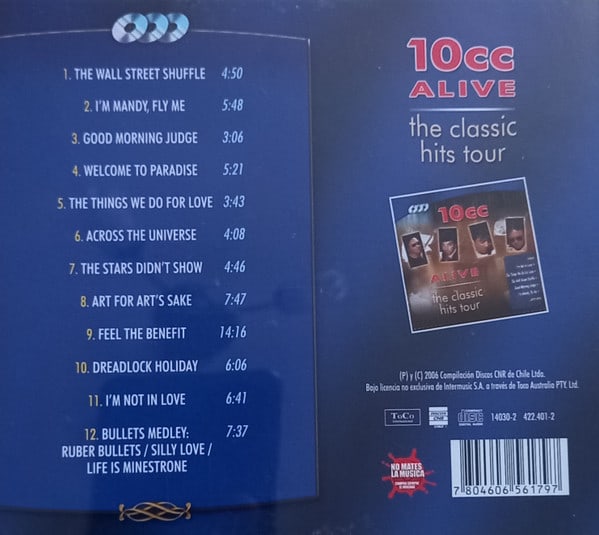 1. THE WALL STREET SHUFFLE 4:50
2. I'M MANDY, FLY ME 5:48
3. GOOD MORNING JUDGE 3:06
4. WELCOME TO PARADISE 5:21
5. THE THINGS WE DO FOR LOVE 3:43
6. ACROSS THE UNIVERSE 4:08
7. THE STARS DIDN'T SHOW 4:46
8. ART FOR ART'S SAKE 7:47
9. FEEL THE BENEFIT 14:16
10. DREADLOCK HOLIDAY 6:06
11. I'M NOT IN LOVE 6:41
12. BULLETS MEDLEY: 7:37
RUBER BULLETS / SILLY LOVE /
LIFE IS MINESTRONE
10cc
ALIVE
the classic
hits tour
10cc
ALIVE
the classic
hits tour
(P) y (C) 2006 Compilación Discos CNR de Chile Ltda.
Bajo licencia no exclusiva de Intermusic S.A. a través de Toco Australia PTY. Ltd.
ToCo
COMPACT
disc
DIGITAL AUDIO
14030-2 422.401-2
NO MATES
LA MUSICA
7 804606 561797